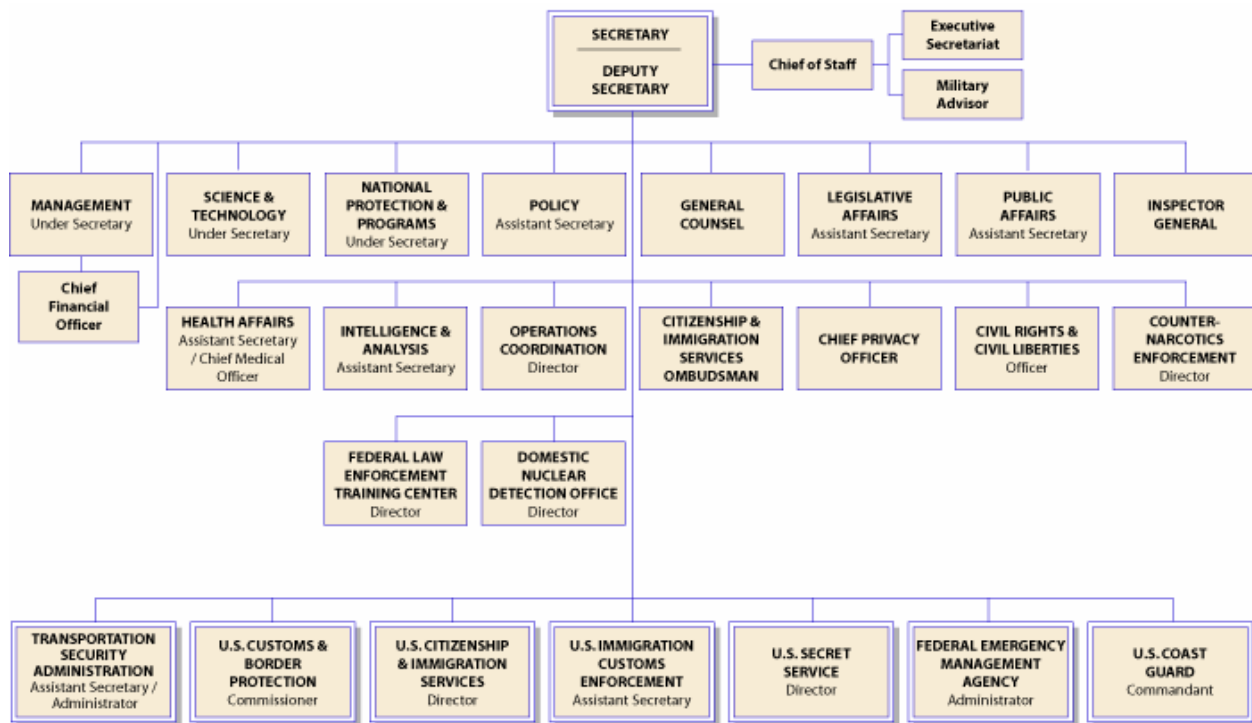 SECRETARY
DEPUTY
SECRETARY
Chief of Staff
Executive
Secretariat
Military
Advisor
MANAGEMENT
Under Secretary
SCIENCE &
TECHNOLOGY
Under Secretary
NATIONAL
PROTECTION &
PROGRAMS
Under Secretary
POLICY
Assistant Secretary
GENERAL
COUNSEL
LEGISLATIVE
AFFAIRS
Assistant Secretary
PUBLIC
AFFAIRS
Assistant Secretary
INSPECTOR
GENERAL
Chief
Financial
Officer
HEALTH AFFAIRS
Assistant Secretary
/ Chief Medical
Officer
INTELLIGENCE &
ANALYSIS
Assistant Secretary
OPERATIONS
COORDINATION
Director
CITIZENSHIP &
IMMIGRATION
SERVICES
OMBUDSMAN
CHIEF PRIVACY
OFFICER
CIVIL RIGHTS &
CIVIL LIBERTIES
Officer
COUNTER-
NARCOTICS
ENFORCEMENT
Director
FEDERAL LAW
ENFORCEMENT
TRAINING CENTER
Director
DOMESTIC
NUCLEAR
DETECTION OFFICE
Director
TRANSPORTATION
SECURITY
ADMINISTRATION
Assistant Secretary /
Administrator
U.S. CUSTOMS &
BORDER
PROTECTION
Commissioner
U.S. CITIZENSHIP
& IMMIGRATION
SERVICES
Director
U.S. IMMIGRATION
CUSTOMS
ENFORCEMENT
Assistant Secretary
U.S. SECRET
SERVICE
Director
FEDERAL EMERGENCY
MANAGEMENT
AGENCY
Administrator
U.S. COAST
GUARD
Commandant